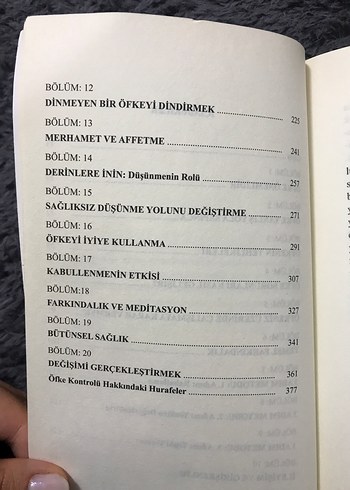 BÖLÜM: 12
DİNMEYEN BİR ÖFKEYİ DİNDİRMEK ........................ 225
BÖLÜM: 13
MERHAMET VE AFFETME ........................................ 241
BÖLÜM: 14
DERİNLERE İNİN: Düşünmenin Rolü ............................ 257
BÖLÜM: 15
SAĞLIKSIZ DÜŞÜNME YOLUNU DEĞİŞTİRME ............ 271
BÖLÜM: 16
ÖFKEYİ İYİYE KULLANMA ........................................ 291
BÖLÜM: 17
KABULLENMENİN ETKİSİ ........................................ 307
BÖLÜM:18
FARKINDALIK VE MEDİTASYON ................................ 327
BÖLÜM: 19
BÜTÜNSEL SAĞLIK ................................................ 341
BÖLÜM: 20
DEĞİŞİMİ GERÇEKLEŞTİRMEK .................................... 361
Öfke Kontrolü Hakkındaki Hurafeler ............................ 377